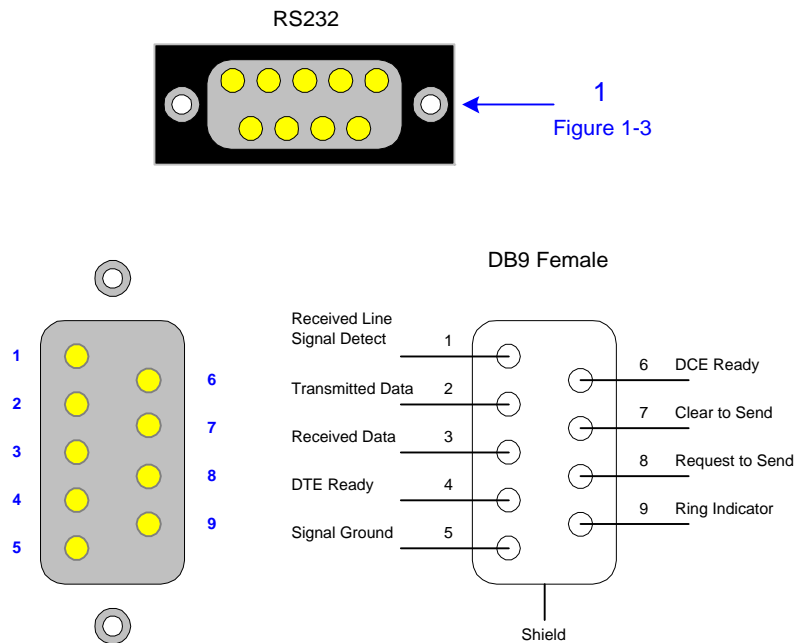 RS232
1
Figure 1-3
DB9 Female
1
2
3
4
5
6
7
8
9
Received Line
Signal Detect 1
Transmitted Data 2
Received Data 3
DTE Ready 4
Signal Ground 5
6 DCE Ready
7 Clear to Send
8 Request to Send
9 Ring Indicator
Shield